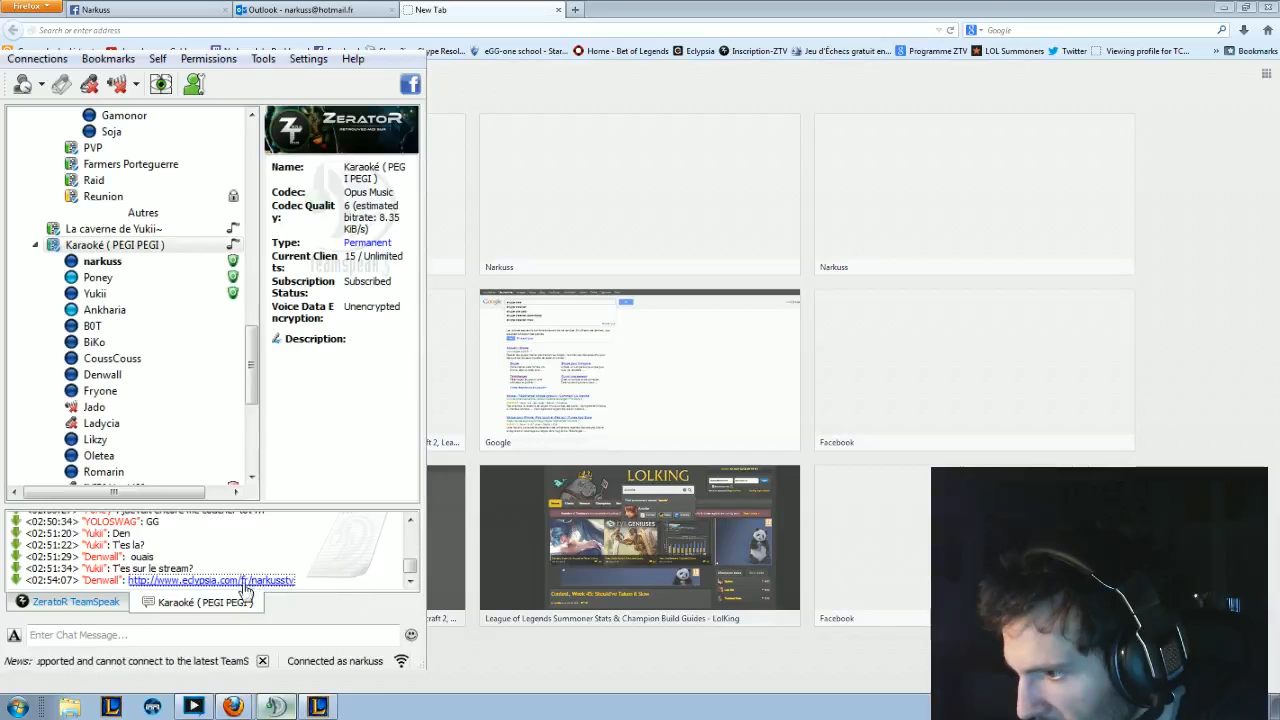 Firefox
Narkuss
Outlook - narkuss@hotmail.fr
New Tab
Search or enter address
Google
eGG-one school - Star...
Home - Bet of Legends
Eclypsia
Inscription-ZTV
Jeu d'Échecs gratuit en...
Programme ZTV
LOL Summoners
Twitter
Viewing profile for TC...
Bookmarks
Connections Bookmarks Self Permissions Tools Settings Help
Gamonor
Soja
PVP
Farmers Porteguerre
Raid
Reunion
Autres
La caverne de Yukii~
Karaoké ( PEGI PEGI )
narkuss
Poney
Yukii
Ankharia
B0T
BiKo
CoussCouss
Denwall
Fryone
Jado
Ladycia
Likzy
Oletea
Romarin
ZERATOR
Name: Karaoké ( PEG
I PEGI )
Codec: Opus Music
Codec Qualit
y: 6 (estimated
bitrate: 8.35
KiB/s)
Type: Permanent
Current Clien
ts: 15 / Unlimited
Subscription
Status: Subscribed
Voice Data E
ncryption: Unencrypted
Description:
<02:50:34> "YOLOSWAG": GG
<02:51:20> "Yukii": Den
<02:51:27> "Yukii": T'es la?
<02:51:29> "Denwall": ouais
<02:51:34> "Yukii": T'es sur le stream?
<02:54:07> "Denwall": http://www.eclypsia.com/fr/narkusstv
ZeratoR TeamSpeak
Karaoké ( PEGI PEGI )
Enter Chat Message...
News: upported and cannot connect to the latest TeamS
Connected as narkuss
Narkuss
Narkuss
Google
Facebook
LOLKING
League of Legends Summoner Stats & Champion Build Guides - LolKing
Facebook